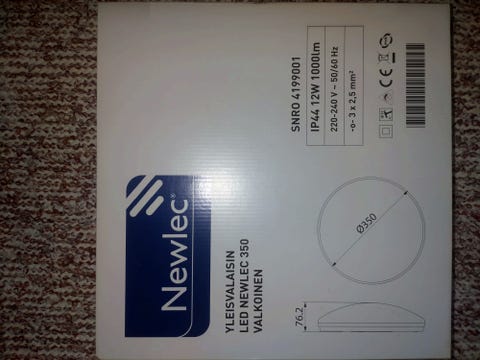 Newlec®
YLEISVALAISIN
LED NEWLEC 350
VALKOINEN
SNRO 4199001
IP44 12W 1000lm
220-240 V ~ 50/60 Hz
-o- 3 x 2,5 mm²
CE
76.2
Ø350